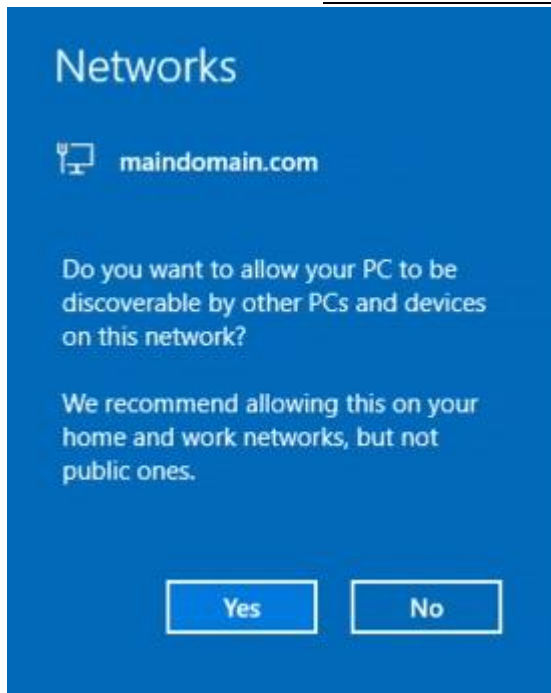 Networks
maindomain.com
Do you want to allow your PC to be
discoverable by other PCs and devices
on this network?
We recommend allowing this on your
home and work networks, but not
public ones.
Yes No